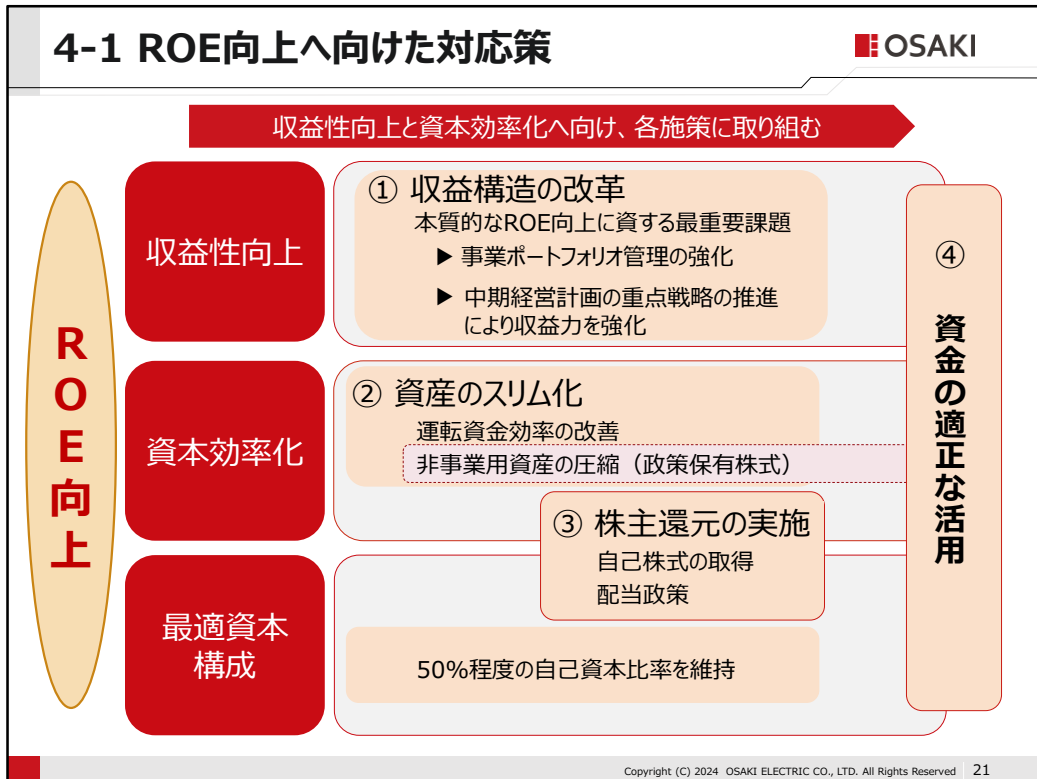 4-1 ROE向上へ向けた対応策
OSAKI
収益性向上と資本効率化へ向け、各施策に取り組む
ROE向上
収益性向上
① 収益構造の改革
本質的なROE向上に資する最重要課題
▶ 事業ポートフォリオ管理の強化
▶ 中期経営計画の重点戦略の推進
により収益力を強化
資本効率化
② 資産のスリム化
運転資金効率の改善
非事業用資産の圧縮（政策保有株式）
③ 株主還元の実施
自己株式の取得
配当政策
最適資本
構成
50%程度の自己資本比率を維持
④ 資金の適正な活用
Copyright (C) 2024 OSAKI ELECTRIC CO., LTD. All Rights Reserved
21